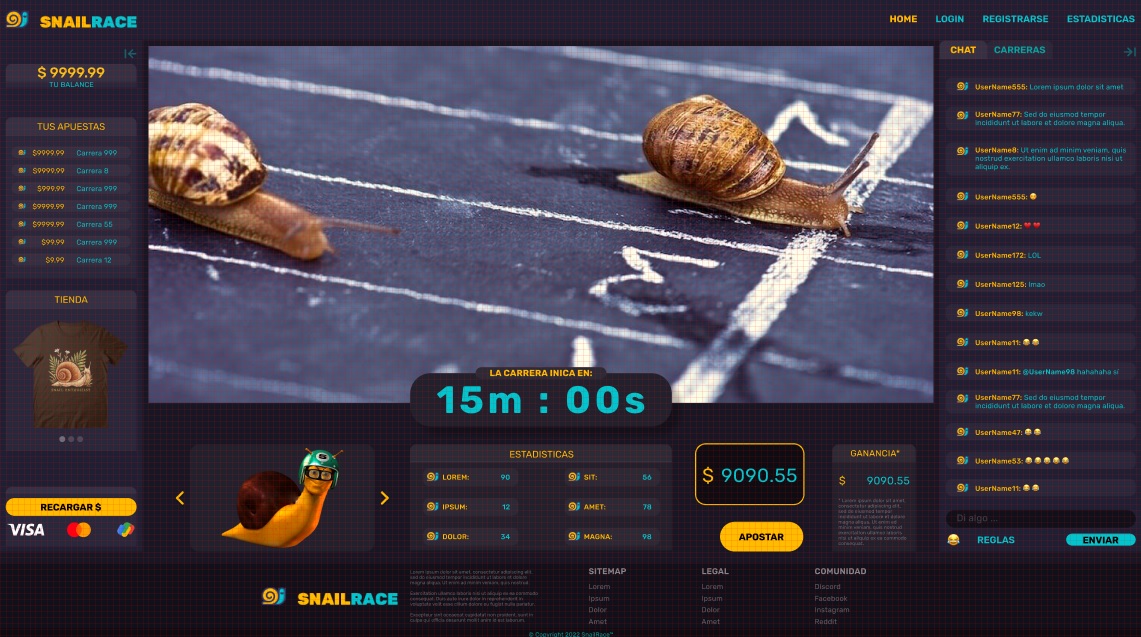 SNAILRACE
HOME LOGIN REGISTRARSE ESTADISTICAS
$ 9999.99
TU BALANCE
TUS APUESTAS
$9999.99 Carrera 999
$9999.99 Carrera 8
$999.99 Carrera 999
$9999.99 Carrera 999
$9999.99 Carrera 55
$99.99 Carrera 999
$9.99 Carrera 12
TIENDA
RECARGAR $
VISA
LA CARRERA INICA EN:
15m : 00s
ESTADISTICAS
LOREM: 90
SIT: 56
IPSUM: 12
AMET: 78
DOLOR: 34
MAGNA: 98
$ 9090.55
APOSTAR
GANANCIA*
$ 9090.55
CHAT CARRERAS
UserName555: Lorem ipsum dolor sit amet
UserName77: Sed do eiusmod tempor
incididunt ut labore et dolore magna aliqua.
UserName8: Ut enim ad minim veniam, quis
nostrud exercitation ullamco laboris nisi ut
aliquip ex.
UserName555: 😂
UserName12: ❤️❤️
UserName172: LOL
UserName125: lmao
UserName98: kekw
UserName11: 😂 😂
UserName11: @UserName98 hahahaha si
UserName77: Sed do eiusmod tempor
incididunt ut labore et dolore magna aliqua.
UserName47: 😂 😂
UserName53: 😂 😂 😂 😂 😂
UserName11: 😂 😂
Di algo ...
😂 REGLAS ENVIAR
SNAILRACE
SITEMAP
Lorem
Ipsum
Dolor
Amet
LEGAL
Lorem
Ipsum
Dolor
Amet
COMUNIDAD
Discord
Facebook
Instagram
Reddit
© Copyright 2022 SnailRace™